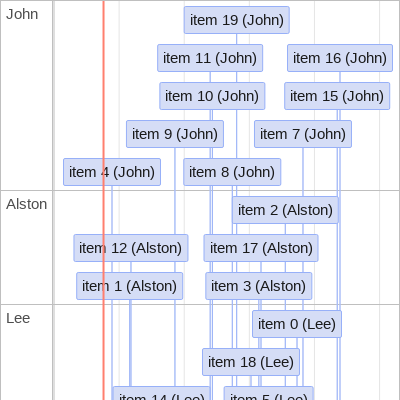 John
item 19 (John)
item 11 (John)
item 16 (John)
item 10 (John)
item 15 (John)
item 9 (John)
item 7 (John)
item 4 (John)
item 8 (John)
Alston
item 2 (Alston)
item 12 (Alston)
item 17 (Alston)
item 1 (Alston)
item 3 (Alston)
Lee
item 0 (Lee)
item 18 (Lee)
item 14 (Lee)
item 5 (Lee)